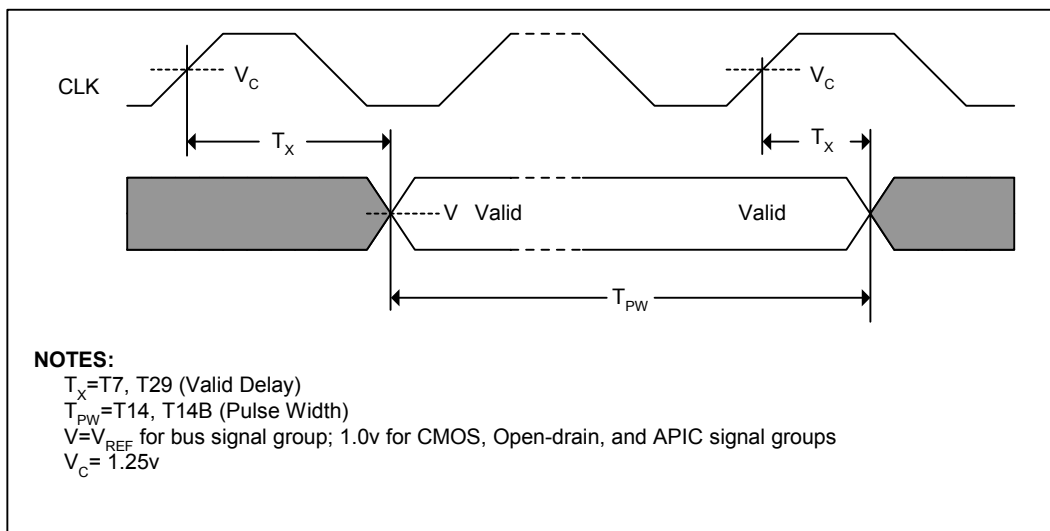 V_C V_C
CLK
T_X T_X
V Valid Valid
T_PW
NOTES:
T_X=T7, T29 (Valid Delay)
T_PW=T14, T14B (Pulse Width)
V=V_REF for bus signal group; 1.0v for CMOS, Open-drain, and APIC signal groups
V_C= 1.25v